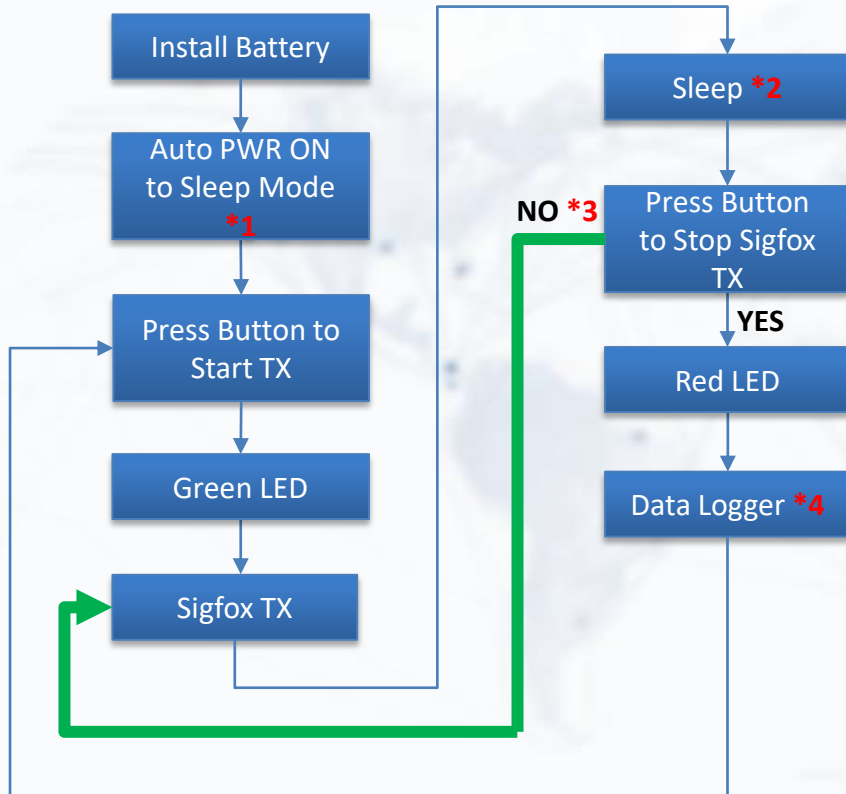 Install Battery
Auto PWR ON
to Sleep Mode
*1
Press Button to
Start TX
Green LED
Sigfox TX
Sleep *2
NO *3
Press Button
to Stop Sigfox
TX
YES
Red LED
Data Logger *4